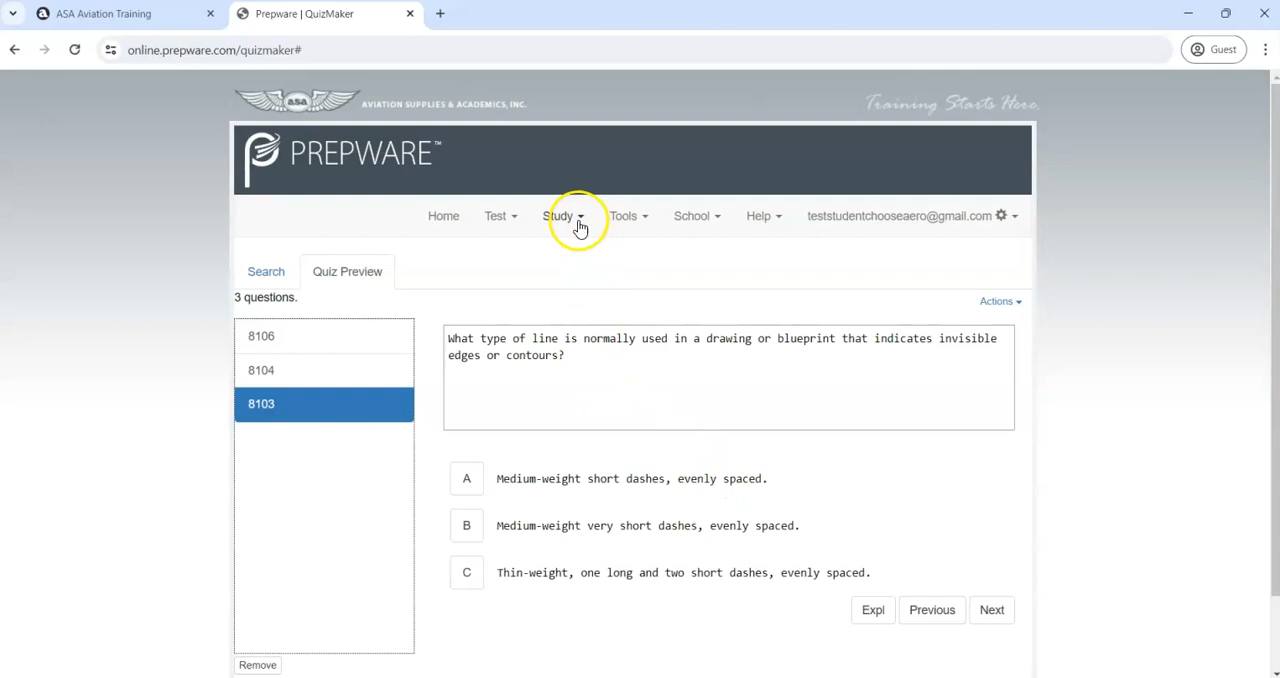 ASA Aviation Training
Prepware | QuizMaker
online.prepware.com/quizmaker#
Guest
asa AVIATION SUPPLIES & ACADEMICS, INC.
Training Starts Here.
PREPWARE™
Home Test Study Tools School Help teststudentchooseaero@gmail.com
Search Quiz Preview
3 questions.
Actions
8106
8104
8103
What type of line is normally used in a drawing or blueprint that indicates invisible
edges or contours?
A Medium-weight short dashes, evenly spaced.
B Medium-weight very short dashes, evenly spaced.
C Thin-weight, one long and two short dashes, evenly spaced.
Expl Previous Next
Remove